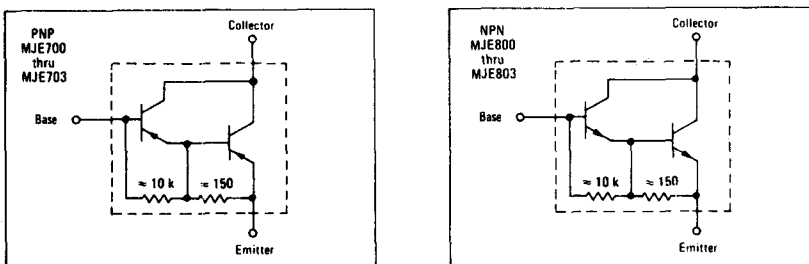 PNP
MJE700
thru
MJE703
Collector
Base
≈ 10 k
≈ 150
Emitter
NPN
MJE800
thru
MJE803
Collector
Base
≈ 10 k
≈ 150
Emitter